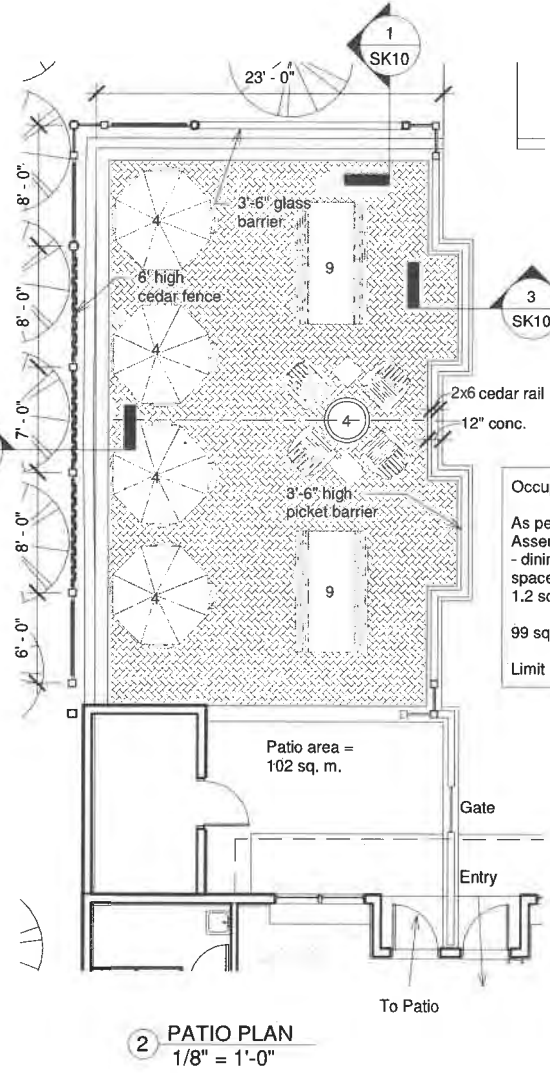 1
SK10
23' - 0"
8' - 0"
4
3'-6" glass
barrier
9
6' high
cedar fence
3
SK10
8' - 0"
4
2x6 cedar rail
7' - 0"
4
12" conc.
4
3'-6" high
picket barrier
Occu
As pe
Assen
- dinin
space
1.2 sq
99 sq
Limit
8' - 0"
4
9
6' - 0"
Patio area =
102 sq. m.
Gate
Entry
To Patio
2
PATIO PLAN
1/8" = 1'-0"